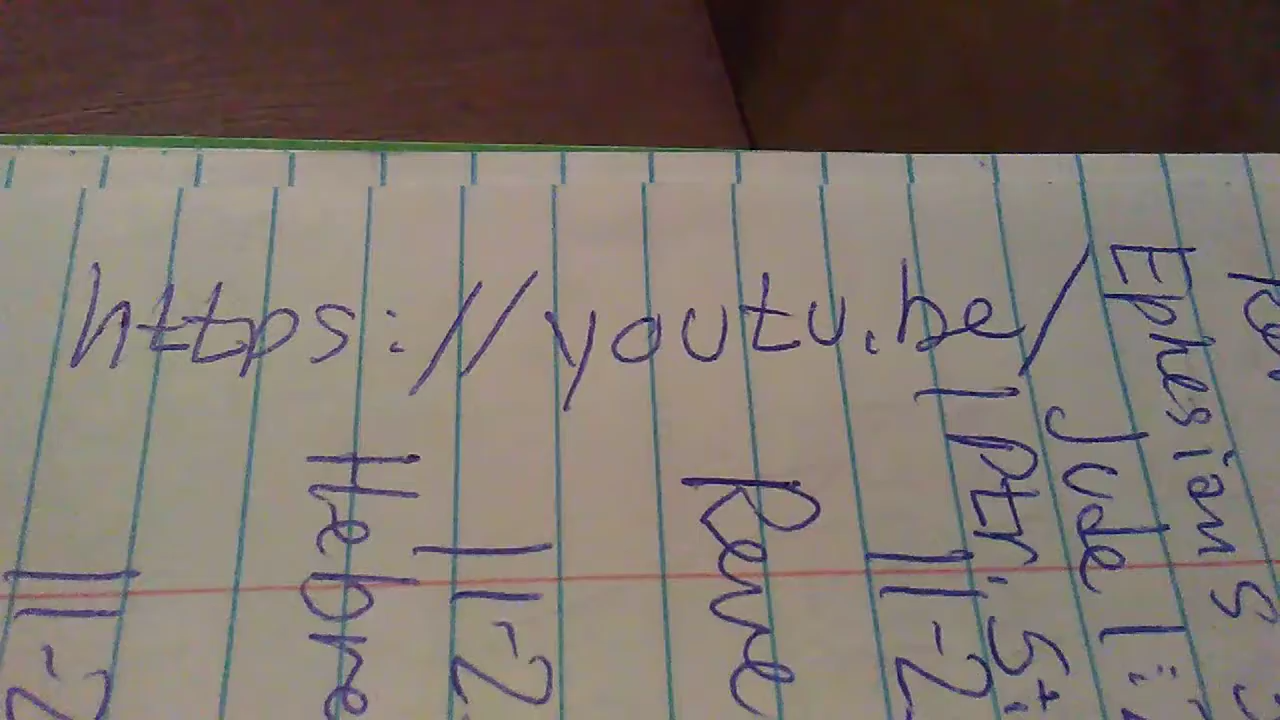 https://youtu.be/
Ephesians
Jude 1:
1 Ptr. 5:
11-2
Reve
11-2
Hebre
11-2